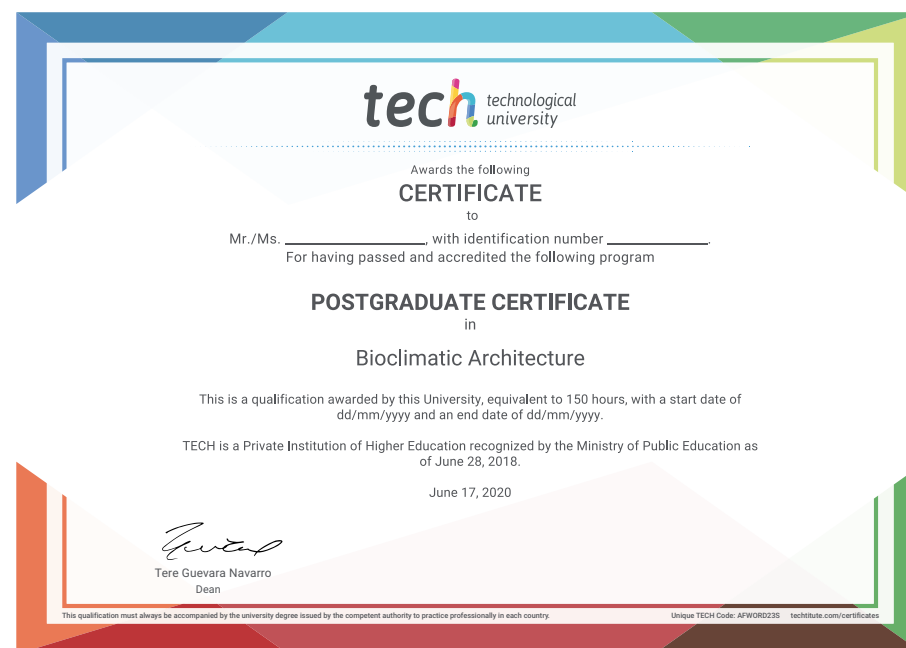 tech technological
university
Awards the following
CERTIFICATE
to
Mr./Ms. ____________, with identification number _________.
For having passed and accredited the following program
POSTGRADUATE CERTIFICATE
in
Bioclimatic Architecture
This is a qualification awarded by this University, equivalent to 150 hours, with a start date of
dd/mm/yyyy and an end date of dd/mm/yyyy.
TECH is a Private Institution of Higher Education recognized by the Ministry of Public Education as
of June 28, 2018.
June 17, 2020
Tere Guevara Navarro
Dean
This qualification must always be accompanied by the university degree issued by the competent authority to practice professionally in each country. Unique TECH Code: AFWORD23S techtitute.com/certificates